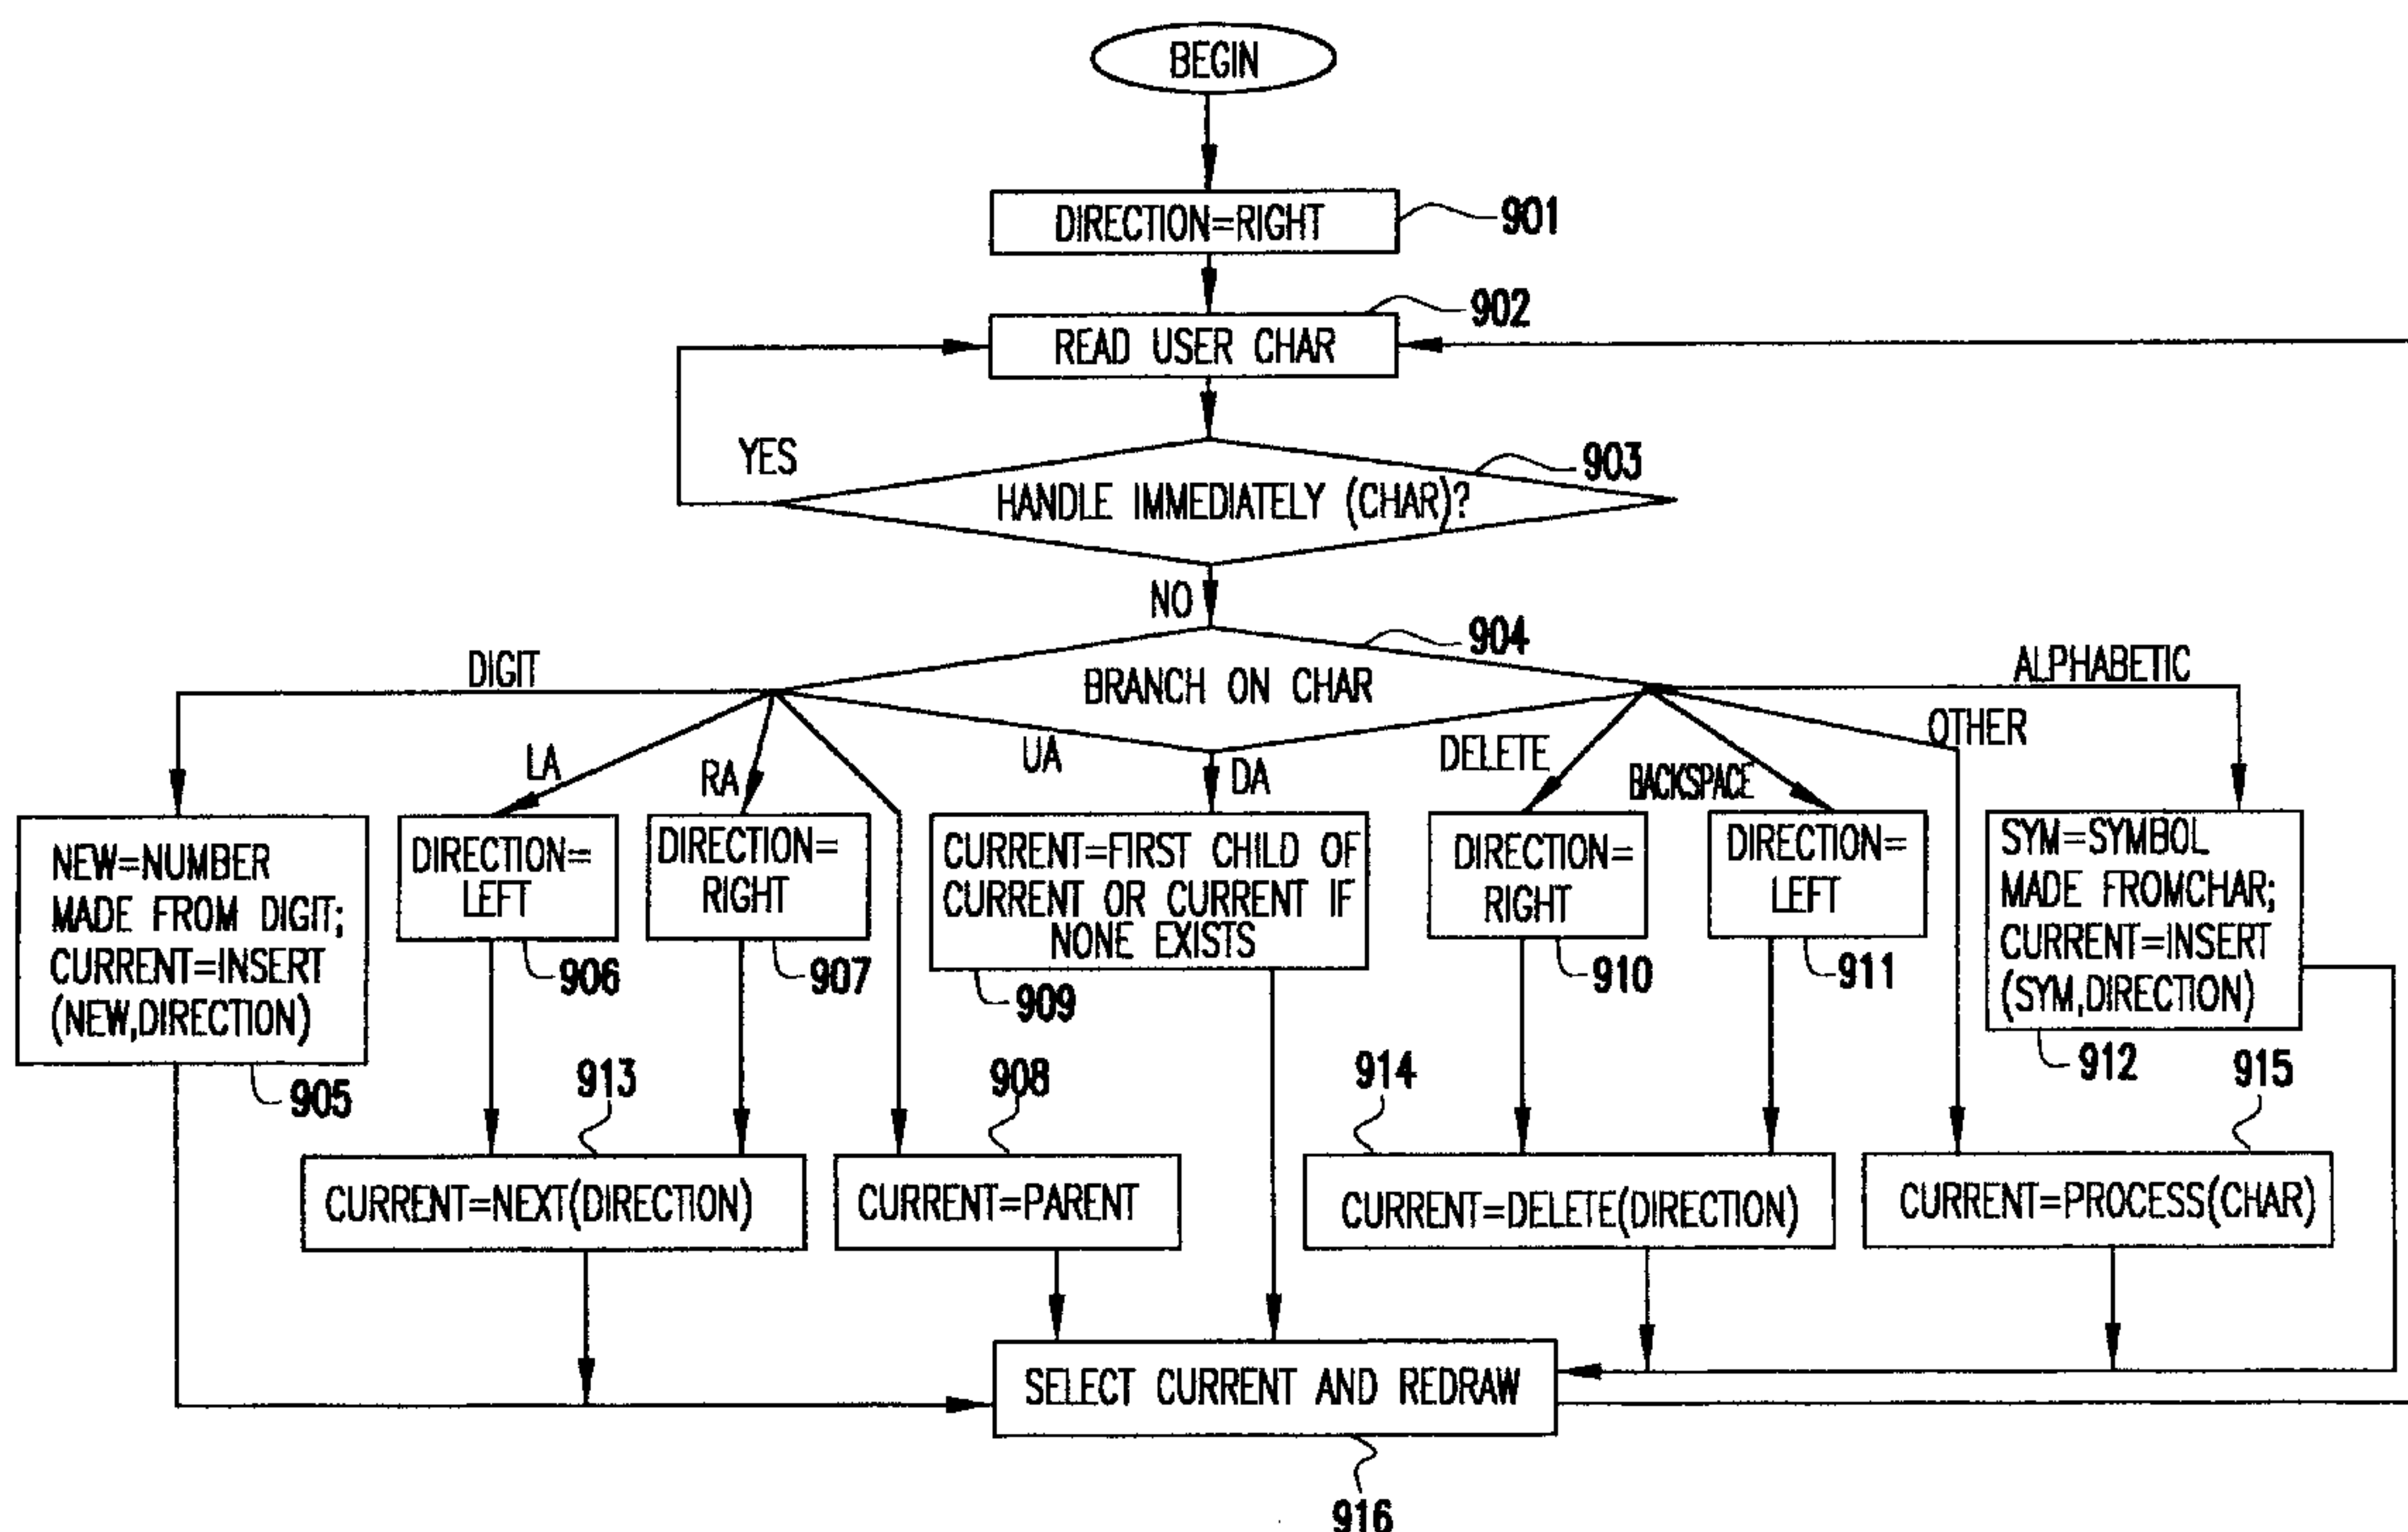 BEGIN
DIRECTION=RIGHT
901
902
READ USER CHAR
YES
903
HANDLE IMMEDIATELY (CHAR)?
NO
904
BRANCH ON CHAR
DIGIT
ALPHABETIC
LA
RA
UA
DA
DELETE
BACKSPACE
OTHER
NEW=NUMBER
MADE FROM DIGIT;
CURRENT=INSERT
(NEW,DIRECTION)
905
DIRECTION=
LEFT
906
DIRECTION=
RIGHT
907
CURRENT=FIRST CHILD OF
CURRENT OR CURRENT IF
NONE EXISTS
909
DIRECTION=
RIGHT
910
DIRECTION=
LEFT
911
SYM=SYMBOL
MADE FROMCHAR;
CURRENT=INSERT
(SYM,DIRECTION)
912
913
908
914
915
CURRENT=NEXT(DIRECTION)
CURRENT=PARENT
CURRENT=DELETE(DIRECTION)
CURRENT=PROCESS(CHAR)
SELECT CURRENT AND REDRAW
916